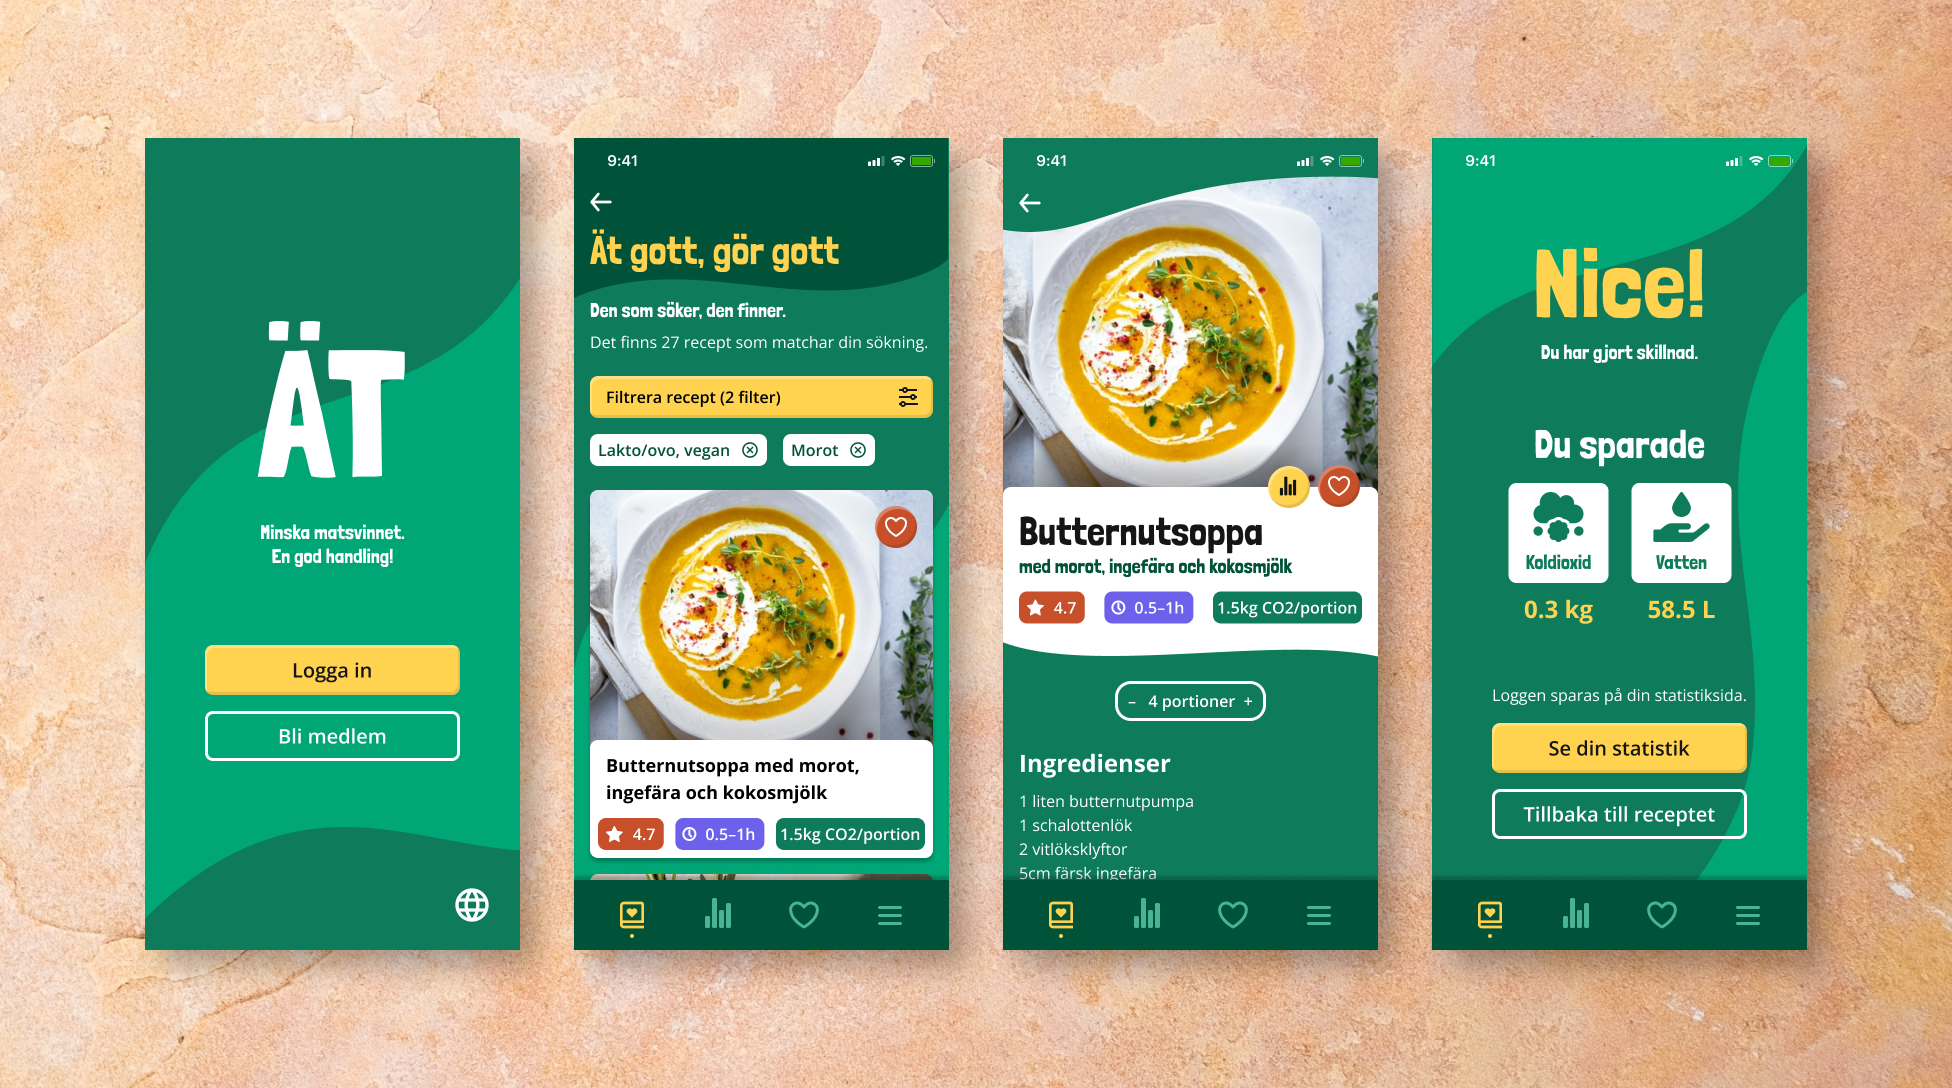 ÄT
Minska matsvinnet.
En god handling!
Logga in
Bli medlem
9:41
Ät gott, gör gott
Den som söker, den finner.
Det finns 27 recept som matchar din sökning.
Filtrera recept (2 filter)
Lakto/ovo, vegan
Morot
Butternutsoppa med morot,
ingefära och kokosmjölk
4.7
0.5–1h
1.5kg CO2/portion
9:41
Butternutsoppa
med morot, ingefära och kokosmjölk
4.7
0.5–1h
1.5kg CO2/portion
– 4 portioner +
Ingredienser
1 liten butternutpumpa
1 schalottenlök
2 vitlöksklyftor
5cm färsk ingefära
9:41
Nice!
Du har gjort skillnad.
Du sparade
Koldioxid
Vatten
0.3 kg
58.5 L
Loggen sparas på din statistiksida.
Se din statistik
Tillbaka till receptet